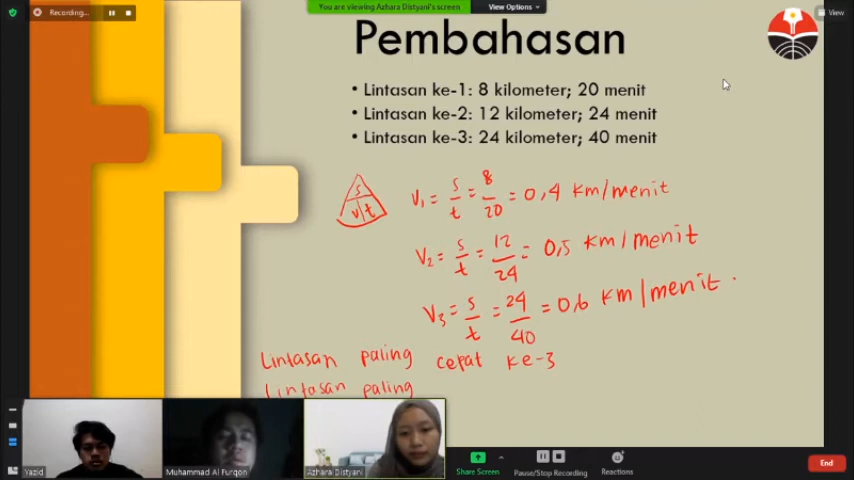 Recording...
You are viewing Azhara Distyani's screen
View Options
View
Pembahasan
• Lintasan ke-1: 8 kilometer; 20 menit
• Lintasan ke-2: 12 kilometer; 24 menit
• Lintasan ke-3: 24 kilometer; 40 menit
s
v t
V₁ = s/t = 8/20 = 0,4 km/menit
V₂ = s/t = 12/24 = 0,5 km/menit
V₃ = s/t = 24/40 = 0,6 km/menit.
Lintasan paling cepat ke-3
Lintasan paling
Yazid
Muhammad Al Furqon
Azhara Distyani
Share Screen
Pause/Stop Recording
Reactions
End